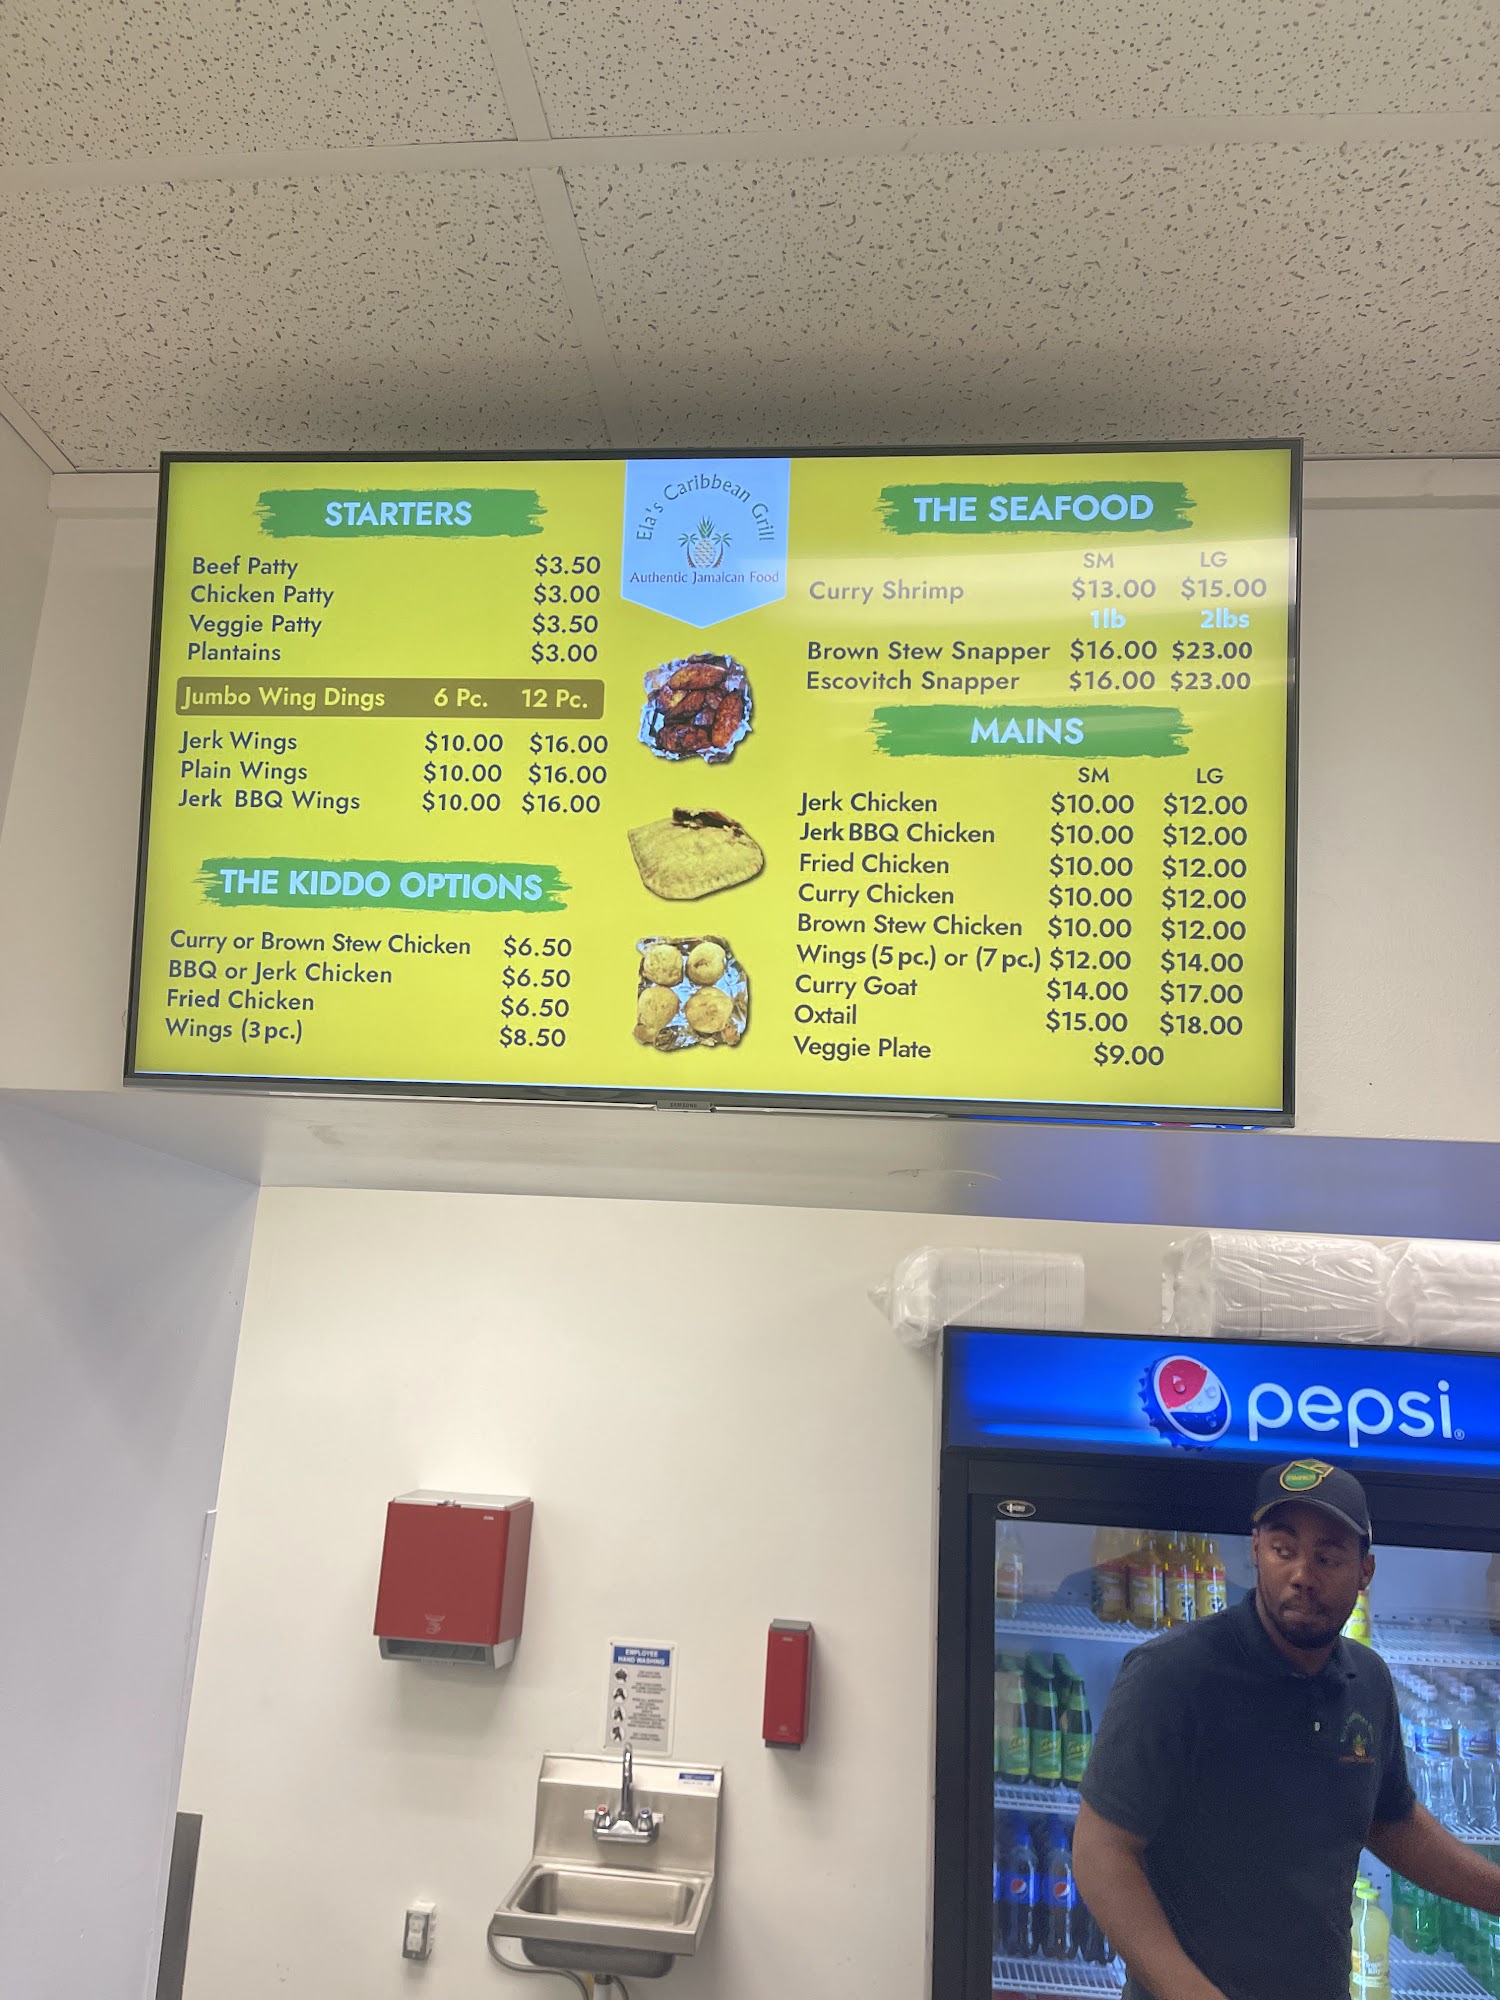 Ela's Caribbean Grill
Authentic Jamaican Food
STARTERS
Beef Patty $3.50
Chicken Patty $3.00
Veggie Patty $3.50
Plantains $3.00
Jumbo Wing Dings 6 Pc. 12 Pc.
Jerk Wings $10.00 $16.00
Plain Wings $10.00 $16.00
Jerk BBQ Wings $10.00 $16.00
THE KIDDO OPTIONS
Curry or Brown Stew Chicken $6.50
BBQ or Jerk Chicken $6.50
Fried Chicken $6.50
Wings (3pc.) $8.50
THE SEAFOOD
SM LG
Curry Shrimp $13.00 $15.00
1lb 2lbs
Brown Stew Snapper $16.00 $23.00
Escovitch Snapper $16.00 $23.00
MAINS
SM LG
Jerk Chicken $10.00 $12.00
Jerk BBQ Chicken $10.00 $12.00
Fried Chicken $10.00 $12.00
Curry Chicken $10.00 $12.00
Brown Stew Chicken $10.00 $12.00
Wings (5pc.) or (7pc.) $12.00 $14.00
Curry Goat $14.00 $17.00
Oxtail $15.00 $18.00
Veggie Plate $9.00
SAMSUNG
pepsi®
EMPLOYEE
HAND WASHING